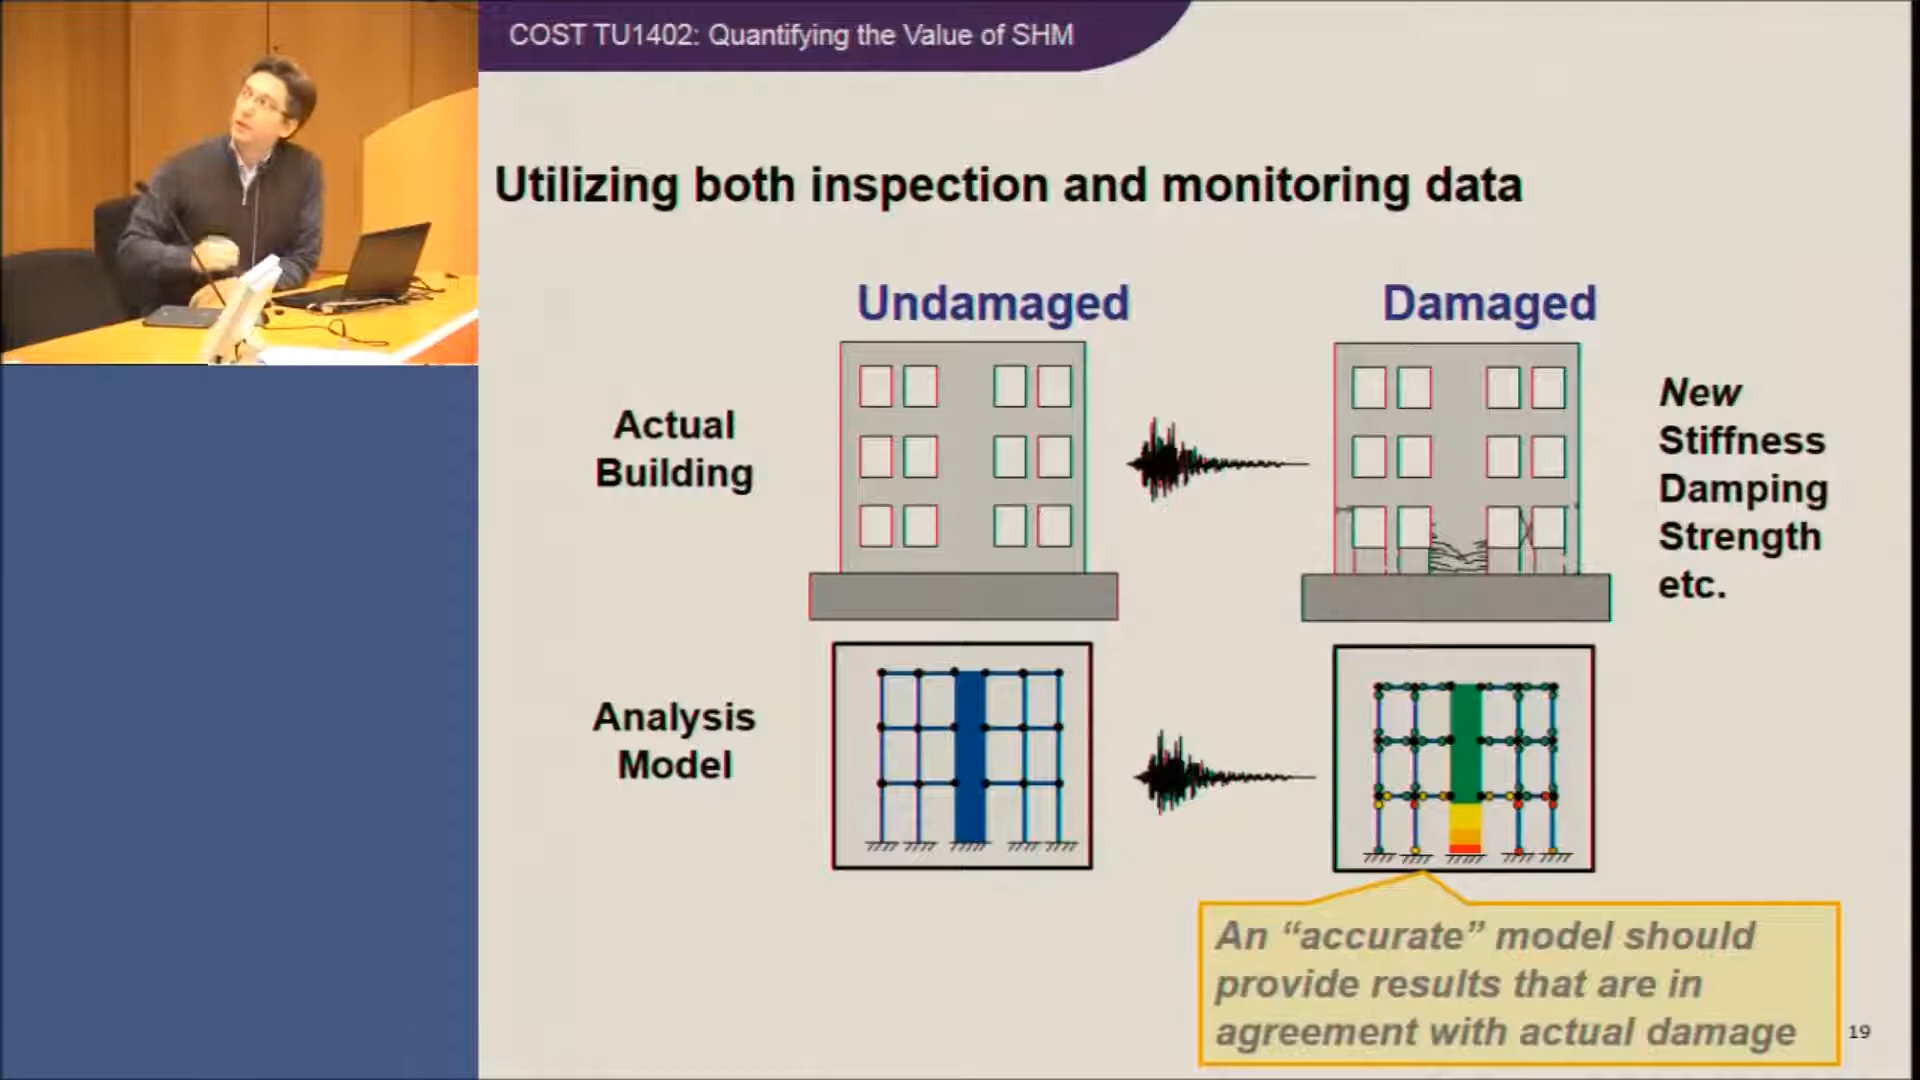 COST TU1402: Quantifying the Value of SHM
Utilizing both inspection and monitoring data
Undamaged
Damaged
Actual
Building
New
Stiffness
Damping
Strength
etc.
Analysis
Model
An “accurate” model should
provide results that are in
agreement with actual damage
19